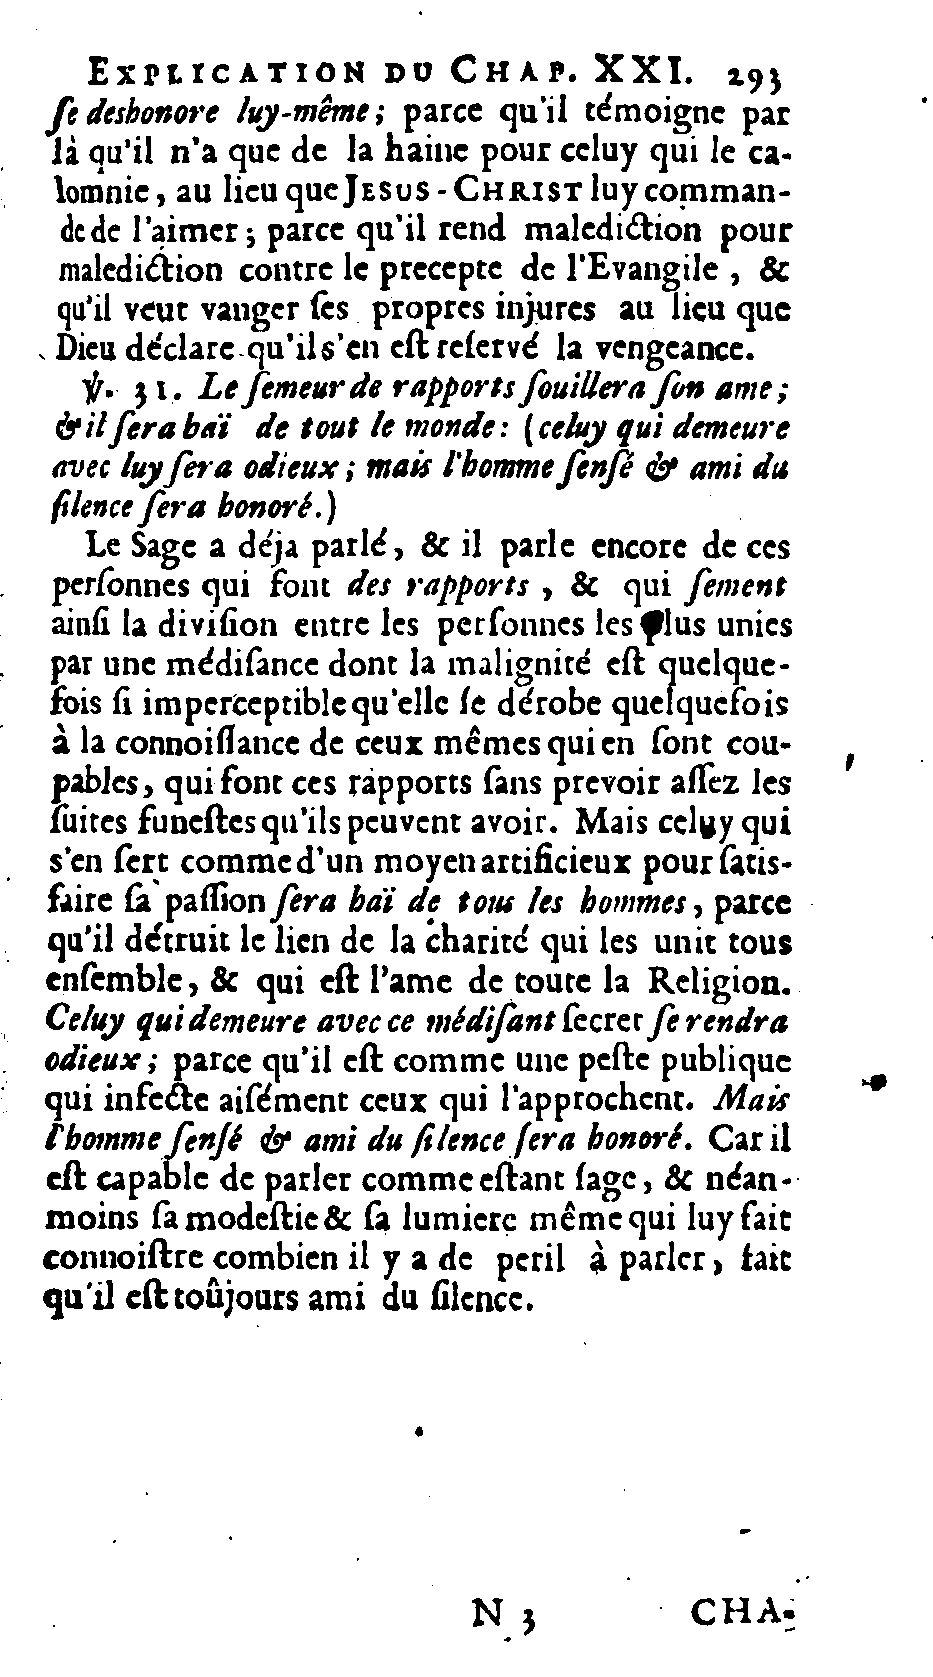 EXPLICATION DU CHAP. XXI. 293
ſe deshonore luy-même; parce qu'il témoigne par
là qu'il n'a que de la haine pour celuy qui le ca-
lomnie, au lieu que JESUS-CHRIST luy comman-
de de l'aimer; parce qu'il rend malediction pour
malediction contre le precepte de l'Evangile, &
qu'il veut vanger ſes propres injures au lieu que
Dieu déclare qu'il s'en eſt reſervé la vengeance.
℣. 31. Le ſemeur de rapports ſouillera ſon ame;
& il ſera haï de tout le monde: (celuy qui demeure
avec luy ſera odieux; mais l'homme ſenſé & ami du
ſilence ſera honoré.)
Le Sage a déja parlé, & il parle encore de ces
perſonnes qui font des rapports, & qui ſement
ainſi la diviſion entre les perſonnes les plus unies
par une médiſance dont la malignité eſt quelque-
fois ſi imperceptible qu'elle ſe dérobe quelquefois
à la connoiſſance de ceux mêmes qui en ſont cou-
pables, qui font ces rapports ſans prevoir aſſez les
ſuites funeſtes qu'ils peuvent avoir. Mais celuy qui
s'en ſert comme d'un moyen artificieux pour ſatis-
faire ſa paſſion ſera haï de tous les hommes, parce
qu'il détruit le lien de la charité qui les unit tous
enſemble, & qui eſt l'ame de toute la Religion.
Celuy qui demeure avec ce médiſant ſecret ſe rendra
odieux; parce qu'il eſt comme une peſte publique
qui infecte aiſément ceux qui l'approchent. Mais
l'homme ſenſé & ami du ſilence ſera honoré. Car il
eſt capable de parler comme eſtant ſage, & néan-
moins ſa modeſtie & ſa lumiere même qui luy fait
connoiſtre combien il y a de peril à parler, fait
qu'il eſt toûjours ami du ſilence.
N 3 CHA-